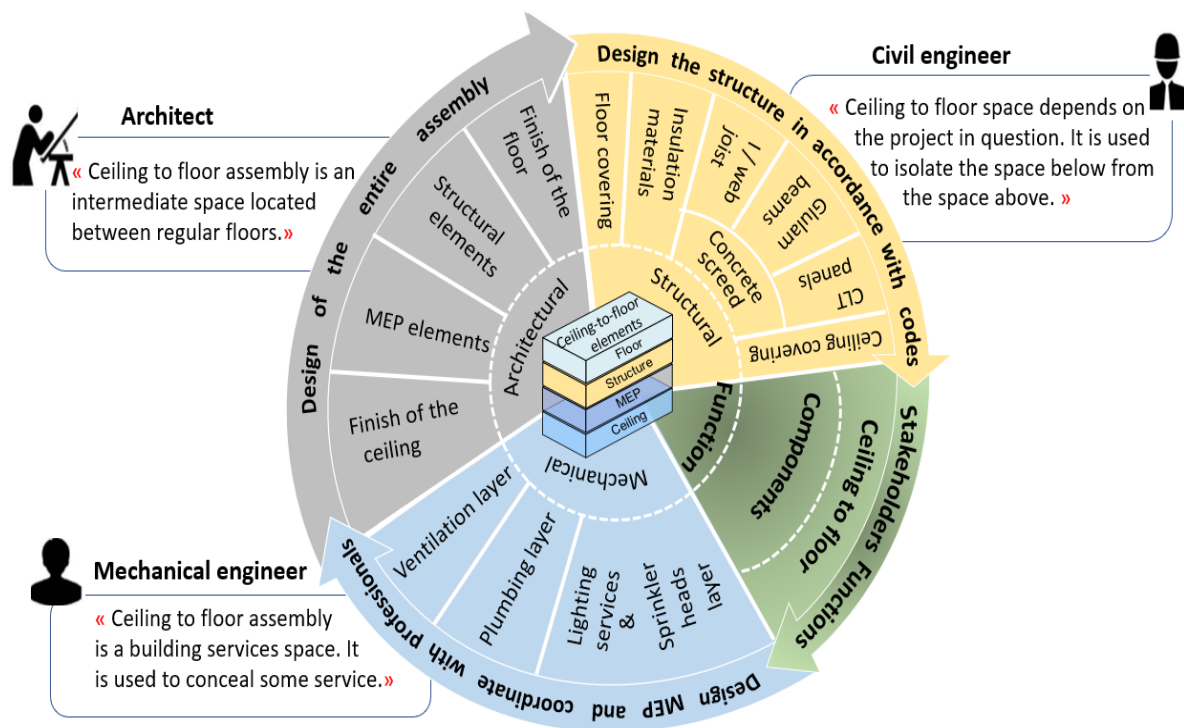 Architect
« Ceiling to floor assembly is an
intermediate space located
between regular floors.»
Civil engineer
« Ceiling to floor space depends on
the project in question. It is used
to isolate the space below from
the space above. »
Mechanical engineer
« Ceiling to floor assembly
is a building services space. It
is used to conceal some service.»
Design of the entire assembly
Finish of the
floor
Structural
elements
MEP elements
Finish of the
ceiling
Architectural
Design the structure in accordance with codes
Floor covering
Insulation
materials
I / web
joist
Glulam
beams
CLT
panels
Concrete
screed
Ceiling covering
Structural
Stakeholders Functions
Ceiling to floor
Components
Function
Design MEP and coordinate with professionals
Ventilation layer
Plumbing layer
Lighting
services
&
Sprinkler
heads
layer
Mechanical
Ceiling-to-floor
elements
Floor
Structure
MEP
Ceiling